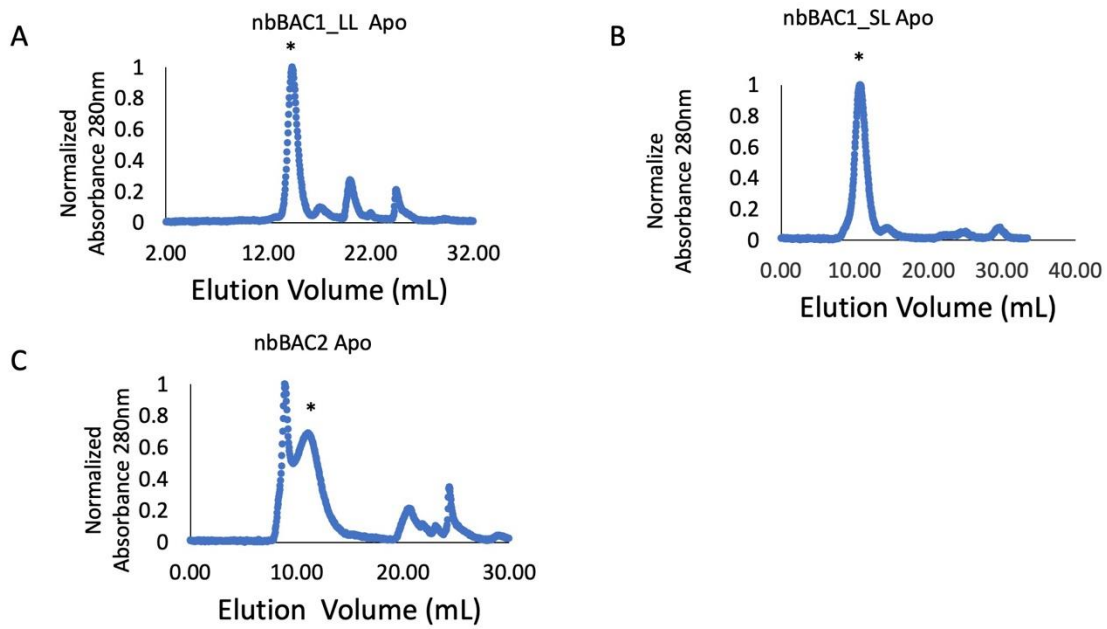 A
nbBAC1_LL Apo
*
Normalized
Absorbance 280nm
1
0.8
0.6
0.4
0.2
0
2.00 12.00 22.00 32.00
Elution Volume (mL)
B
nbBAC1_SL Apo
*
Normalize
Absorbance 280nm
1
0.8
0.6
0.4
0.2
0
0.00 10.00 20.00 30.00 40.00
Elution Volume (mL)
C
nbBAC2 Apo
*
Normalized
Absorbance 280nm
1
0.8
0.6
0.4
0.2
0
0.00 10.00 20.00 30.00
Elution Volume (mL)